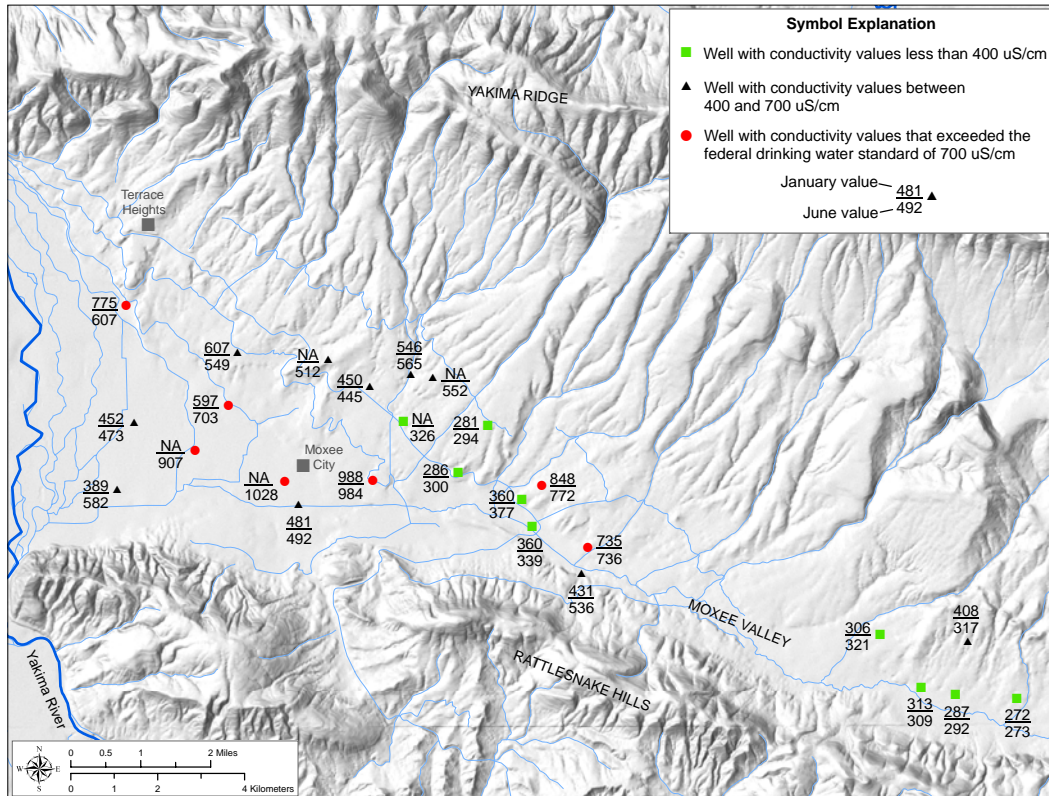 Symbol Explanation
Well with conductivity values less than 400 uS/cm
Well with conductivity values between
400 and 700 uS/cm
Well with conductivity values that exceeded the
federal drinking water standard of 700 uS/cm
January value
481
492
June value
YAKIMA RIDGE
Terrace
Heights
775
607
607
549
NA
512
546
565
450
445
NA
552
597
703
452
473
NA
326
281
294
NA
907
Moxee
City
389
582
NA
1028
988
984
286
300
848
772
360
377
481
492
360
339
735
736
431
536
MOXEE VALLEY
408
317
306
321
RATTLESNAKE HILLS
Yakima River
313
309
287
292
272
273
N
W
E
S
0
0.5
1
2 Miles
0
1
2
4 Kilometers